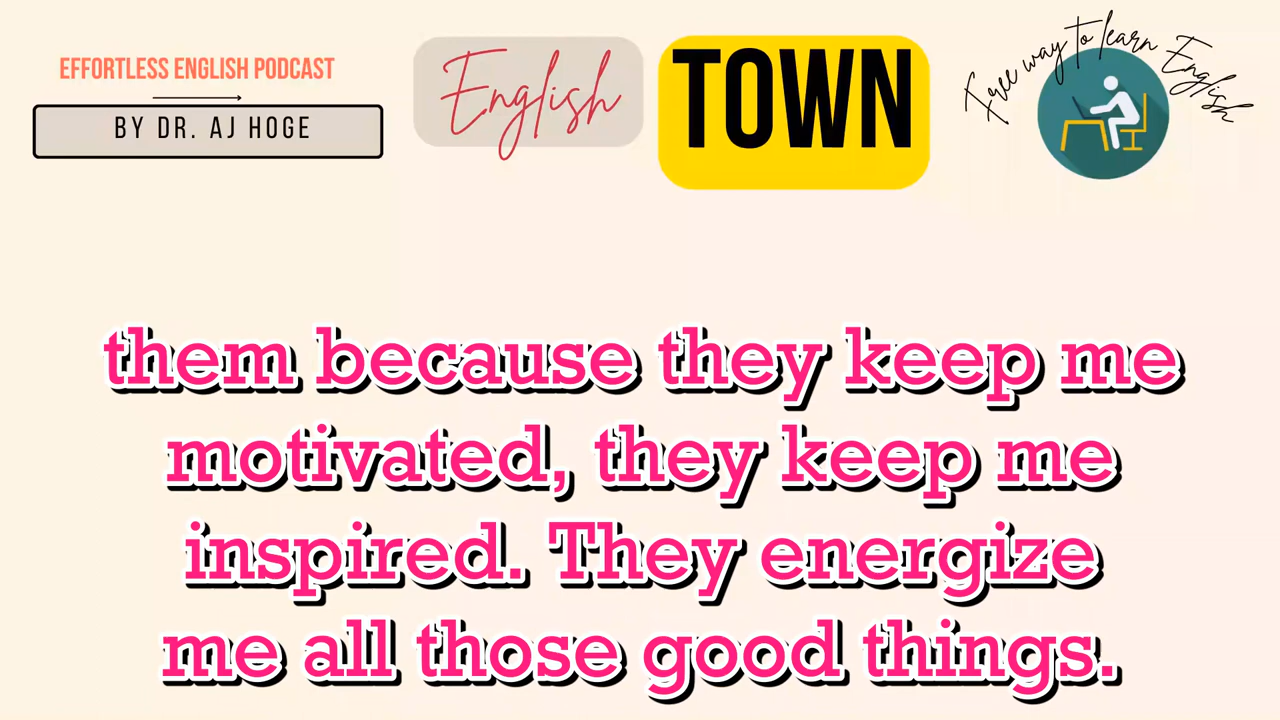 EFFORTLESS ENGLISH PODCAST
BY DR. AJ HOGE
English
TOWN
Free way to learn English
them because they keep me
motivated, they keep me
inspired. They energize
me all those good things.